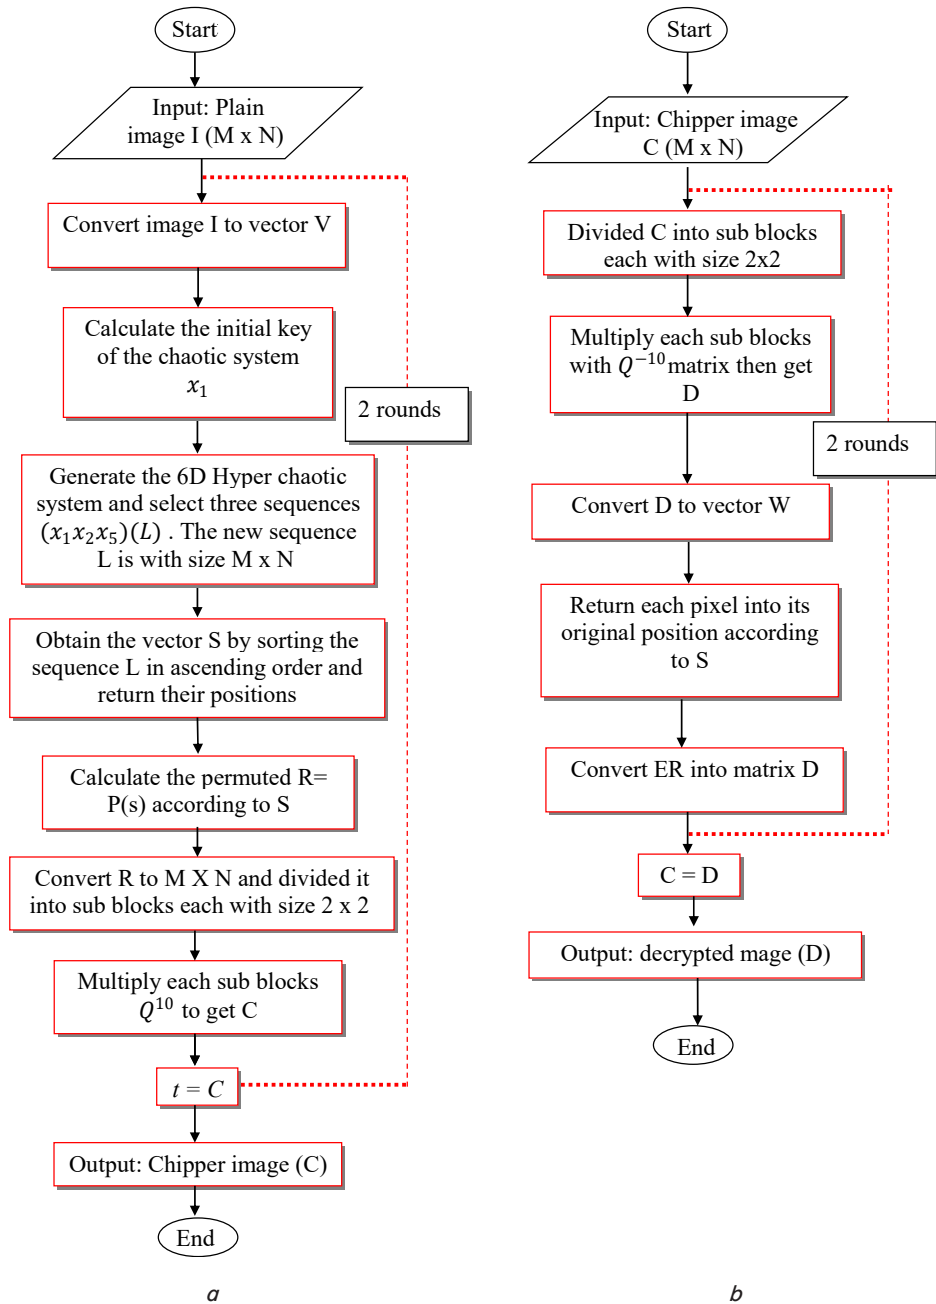 Start
Input: Plain
image I (M x N)
Convert image I to vector V
Calculate the initial key
of the chaotic system
𝑥₁
2 rounds
Generate the 6D Hyper chaotic
system and select three sequences
(𝑥₁𝑥₂𝑥₅)(𝐿) . The new sequence
L is with size M x N
Obtain the vector S by sorting the
sequence L in ascending order and
return their positions
Calculate the permuted R=
P(s) according to S
Convert R to M X N and divided it
into sub blocks each with size 2 x 2
Multiply each sub blocks
𝑄¹⁰ to get C
t = C
Output: Chipper image (C)
End
a
Start
Input: Chipper image
C (M x N)
Divided C into sub blocks
each with size 2x2
Multiply each sub blocks
with 𝑄⁻¹⁰ matrix then get
D
2 rounds
Convert D to vector W
Return each pixel into its
original position according
to S
Convert ER into matrix D
C = D
Output: decrypted mage (D)
End
b